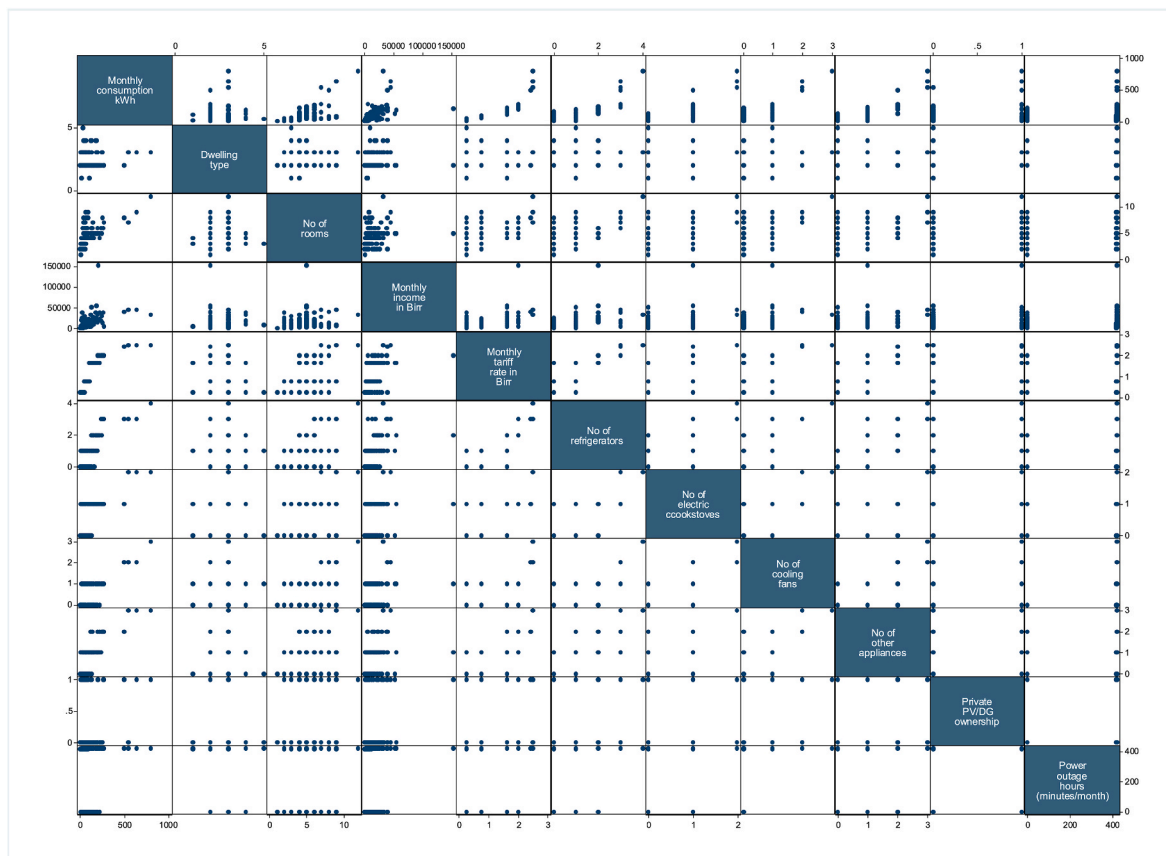 0 5 0 50000 100000 150000 0 2 4 0 1 2 3 0 .5 1
Monthly
consumption
kWh
1000
500
0
5
0
Dwelling
type
No of
rooms
10
5
0
150000
100000
50000
0
Monthly
income
in Birr
Monthly
tariff
rate in
Birr
3
2
1
0
4
2
0
No of
refrigerators
No of
electric
ccookstoves
2
1
0
3
2
1
0
No of
cooling
fans
No of
other
appliances
3
2
1
0
1
.5
0
Private
PV/DG
ownership
Power
outage
hours
(minutes/month)
400
200
0
0 500 1000 0 5 10 0 1 2 3 0 1 2 0 1 2 3 0 200 400